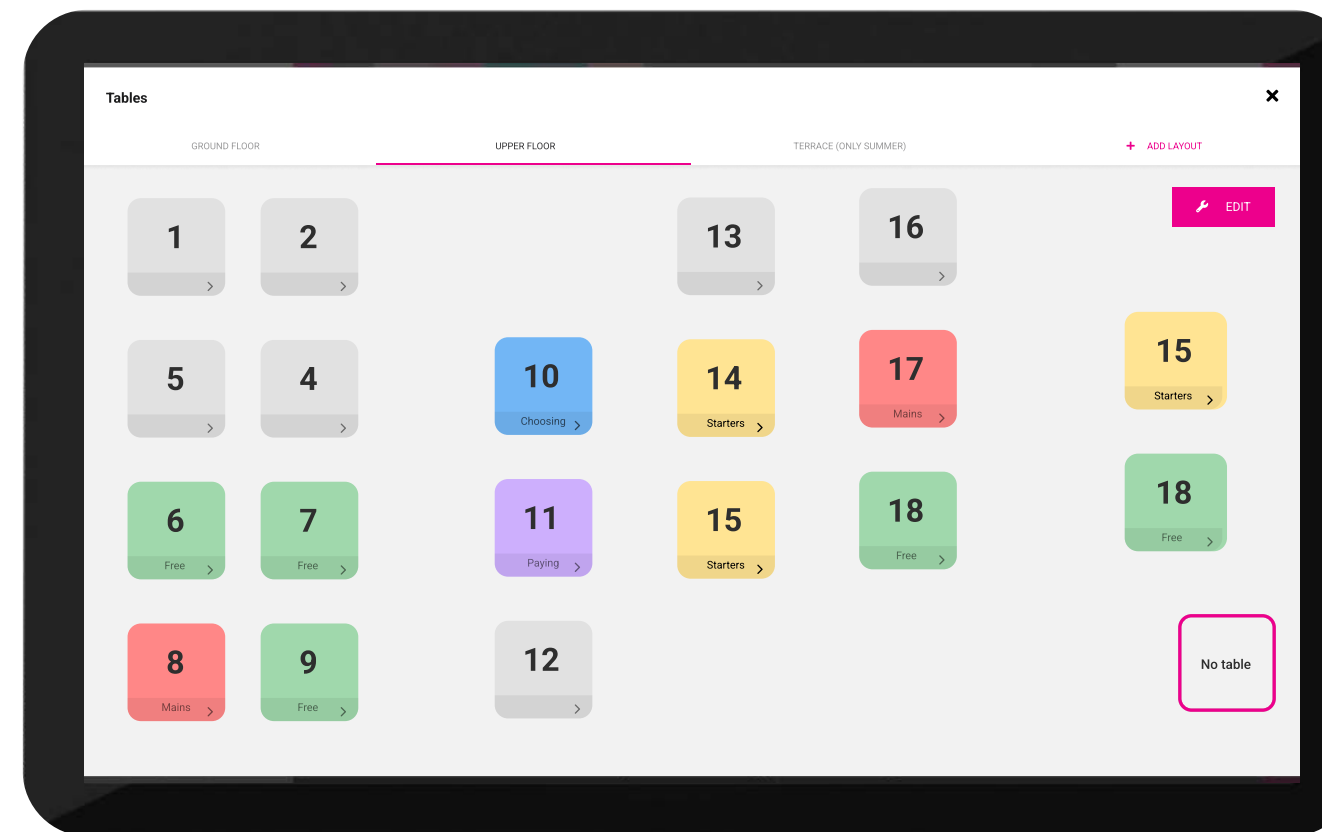 Tables
GROUND FLOOR
UPPER FLOOR
TERRACE (ONLY SUMMER)
+ ADD LAYOUT
EDIT
1
2
13
16
5
4
10
Choosing
14
Starters
17
Mains
15
Starters
6
Free
7
Free
11
Paying
15
Starters
18
Free
18
Free
8
Mains
9
Free
12
No table